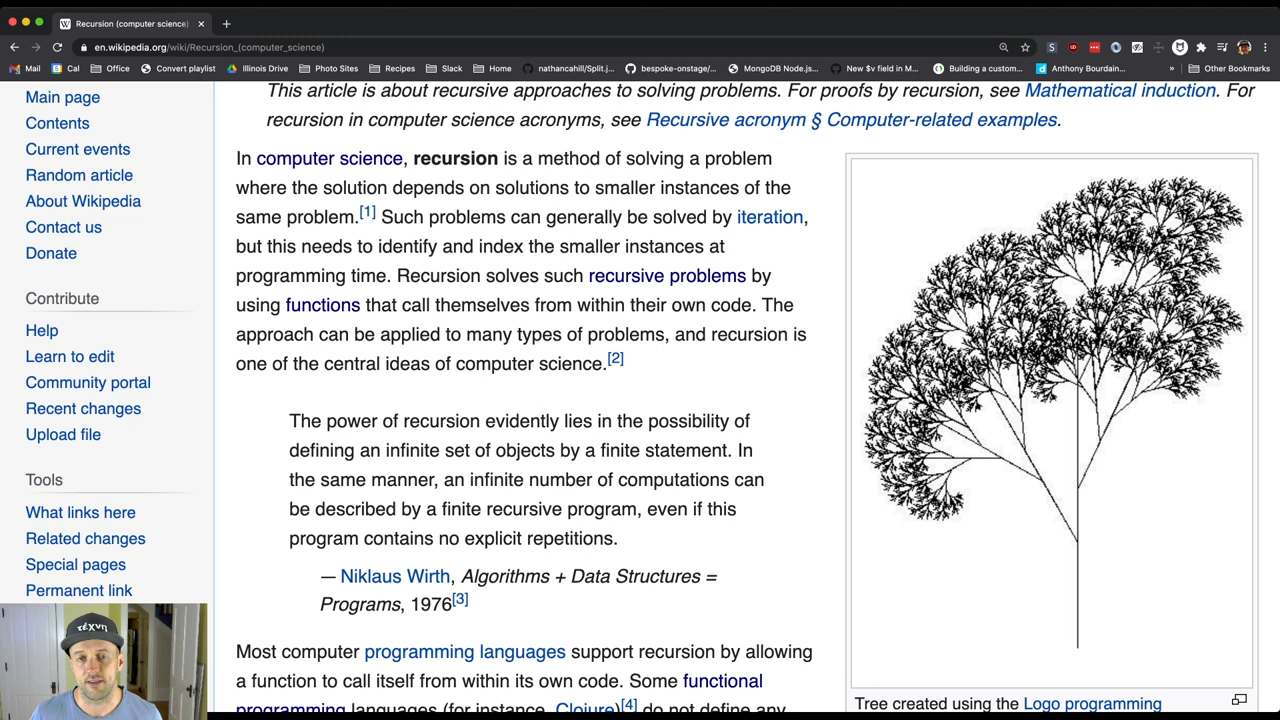 W Recursion (computer science) × +
en.wikipedia.org/wiki/Recursion_(computer_science)
Mail Cal Office Convert playlist Illinois Drive Photo Sites Recipes Slack Home nathancahill/Split.j... bespoke-onstage/... MongoDB Node.js... New $v field in M... Building a custom... Anthony Bourdain... » Other Bookmarks
Main page
Contents
Current events
Random article
About Wikipedia
Contact us
Donate
Contribute
Help
Learn to edit
Community portal
Recent changes
Upload file
Tools
What links here
Related changes
Special pages
Permanent link
This article is about recursive approaches to solving problems. For proofs by recursion, see Mathematical induction. For
recursion in computer science acronyms, see Recursive acronym § Computer-related examples.
In computer science, recursion is a method of solving a problem
where the solution depends on solutions to smaller instances of the
same problem.[1] Such problems can generally be solved by iteration,
but this needs to identify and index the smaller instances at
programming time. Recursion solves such recursive problems by
using functions that call themselves from within their own code. The
approach can be applied to many types of problems, and recursion is
one of the central ideas of computer science.[2]
The power of recursion evidently lies in the possibility of
defining an infinite set of objects by a finite statement. In
the same manner, an infinite number of computations can
be described by a finite recursive program, even if this
program contains no explicit repetitions.
— Niklaus Wirth, Algorithms + Data Structures =
Programs, 1976[3]
Most computer programming languages support recursion by allowing
a function to call itself from within its own code. Some functional
programming languages (for instance, Clojure)[4] do not define any
Tree created using the Logo programming
τέχνη